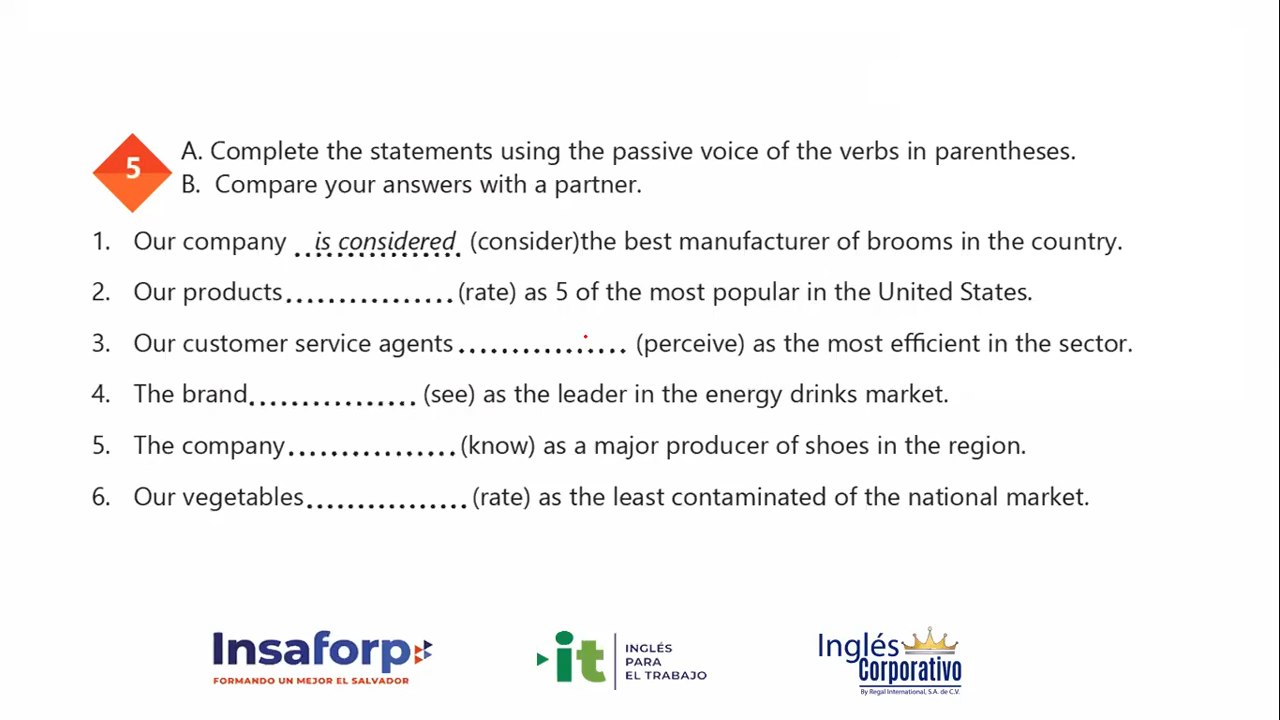 5
A. Complete the statements using the passive voice of the verbs in parentheses.
B. Compare your answers with a partner.
1. Our company ..is considered.. (consider)the best manufacturer of brooms in the country.
2. Our products................(rate) as 5 of the most popular in the United States.
3. Our customer service agents................ (perceive) as the most efficient in the sector.
4. The brand................ (see) as the leader in the energy drinks market.
5. The company................(know) as a major producer of shoes in the region.
6. Our vegetables................(rate) as the least contaminated of the national market.
Insaforp
FORMANDO UN MEJOR EL SALVADOR
it
INGLÉS
PARA
EL TRABAJO
Inglés
Corporativo
By Regal International, S.A. de C.V.